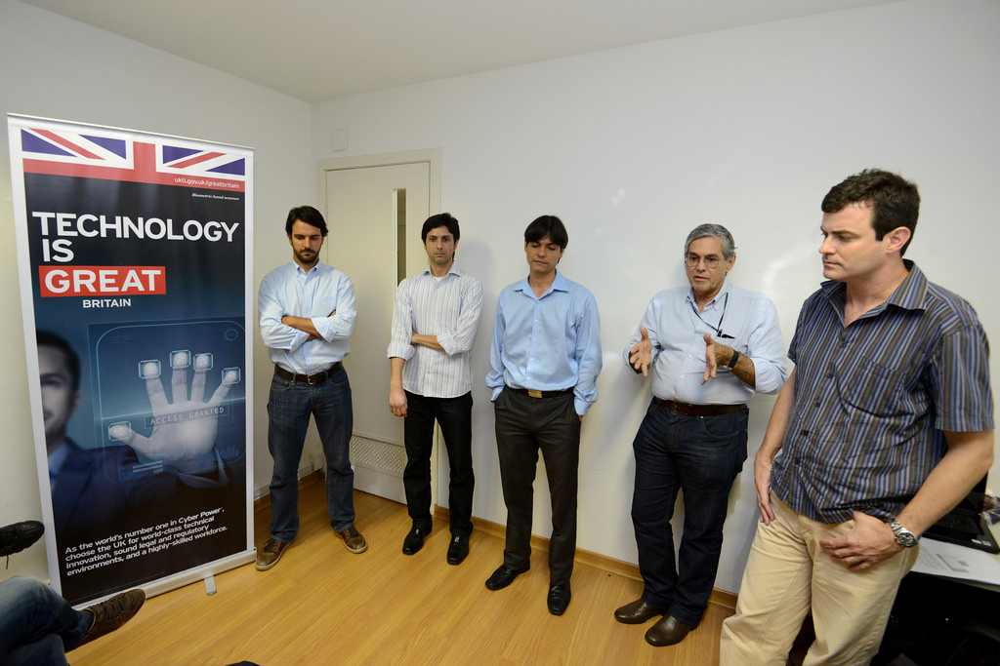 ukti.gov.uk/greatbritain
Biometric hand scanner
TECHNOLOGY
IS
GREAT
BRITAIN
ACCESS GRANTED
As the world's number one in Cyber Power,
choose the UK for world-class technical
innovation, sound legal and regulatory
environments, and a highly-skilled workforce.